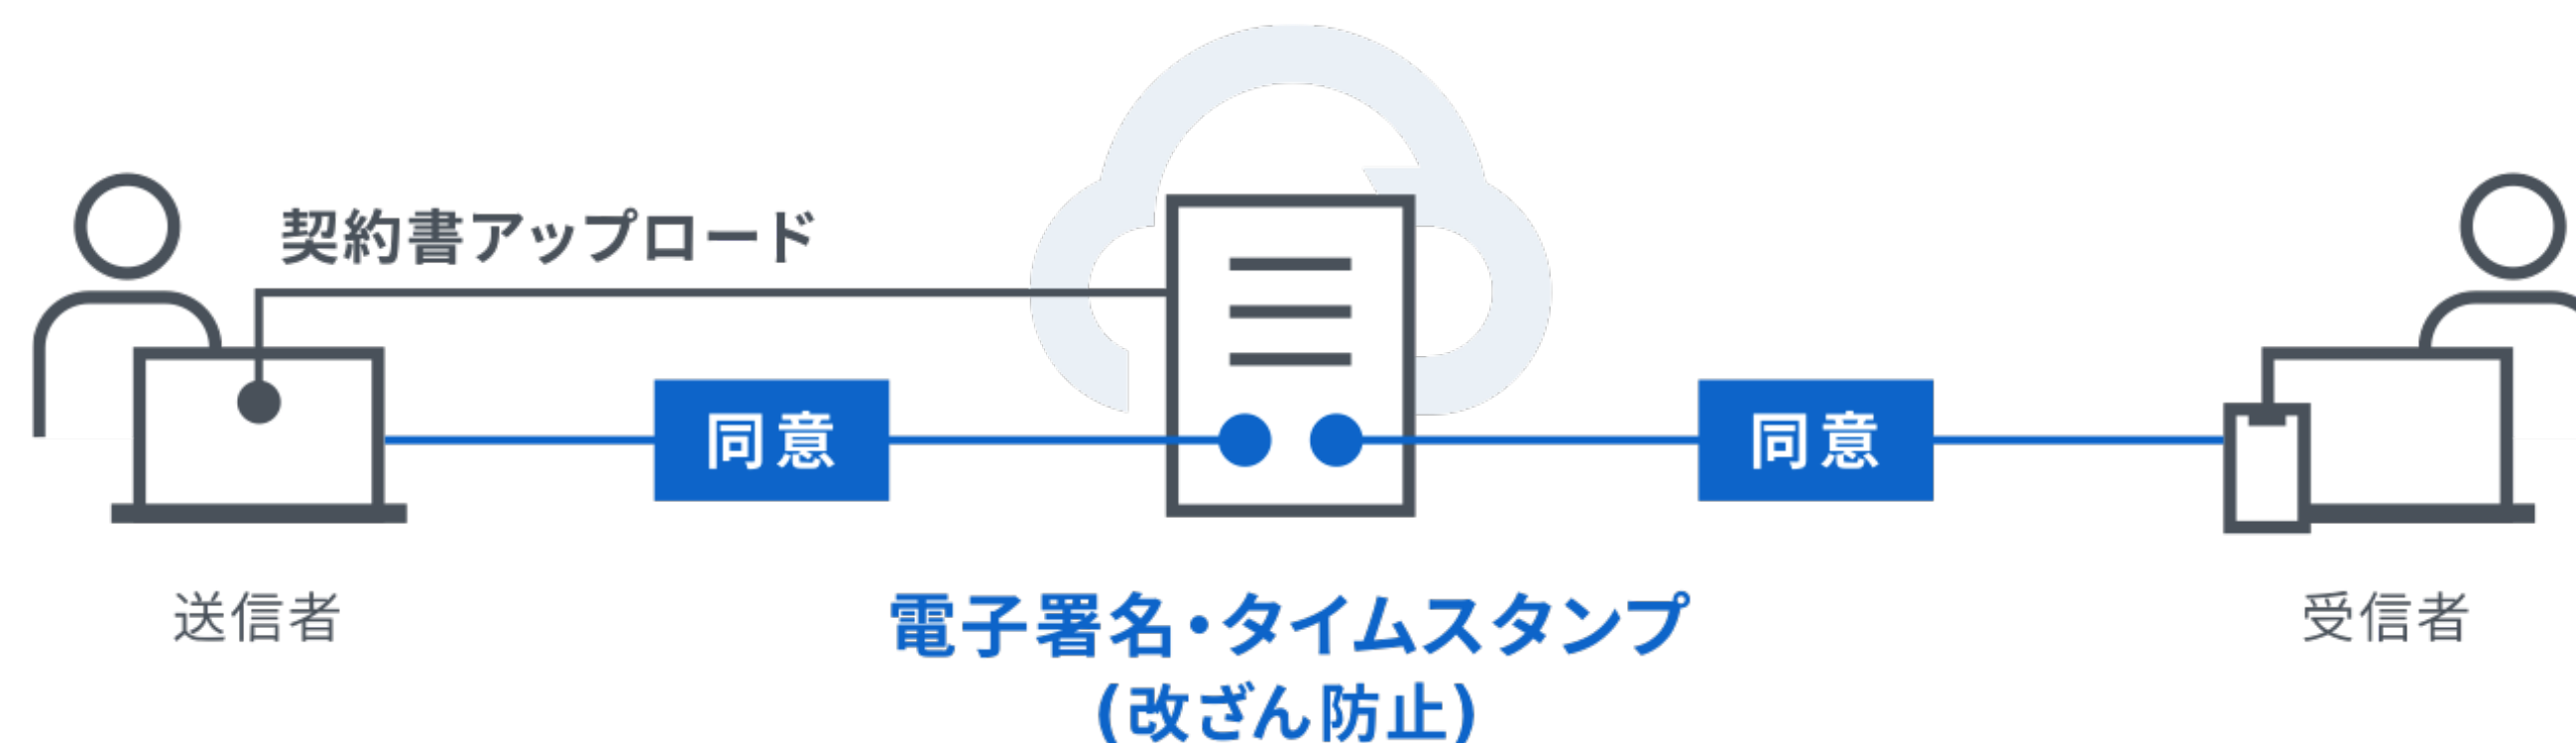 契約書アップロード
同意
同意
送信者
電子署名・タイムスタンプ
(改ざん防止)
受信者